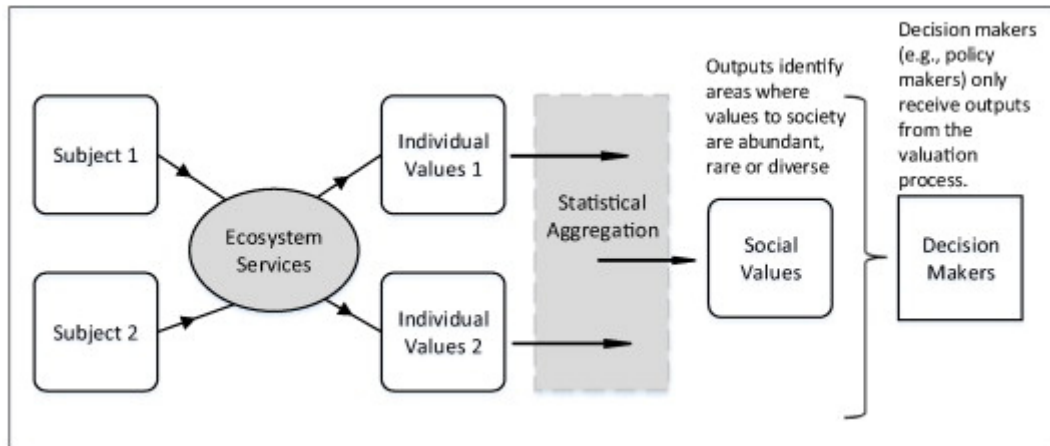 Subject 1
Subject 2
Ecosystem
Services
Individual
Values 1
Individual
Values 2
Statistical
Aggregation
Outputs identify
areas where
values to society
are abundant,
rare or diverse
Social
Values
Decision makers
(e.g., policy
makers) only
receive outputs
from the
valuation
process.
Decision
Makers